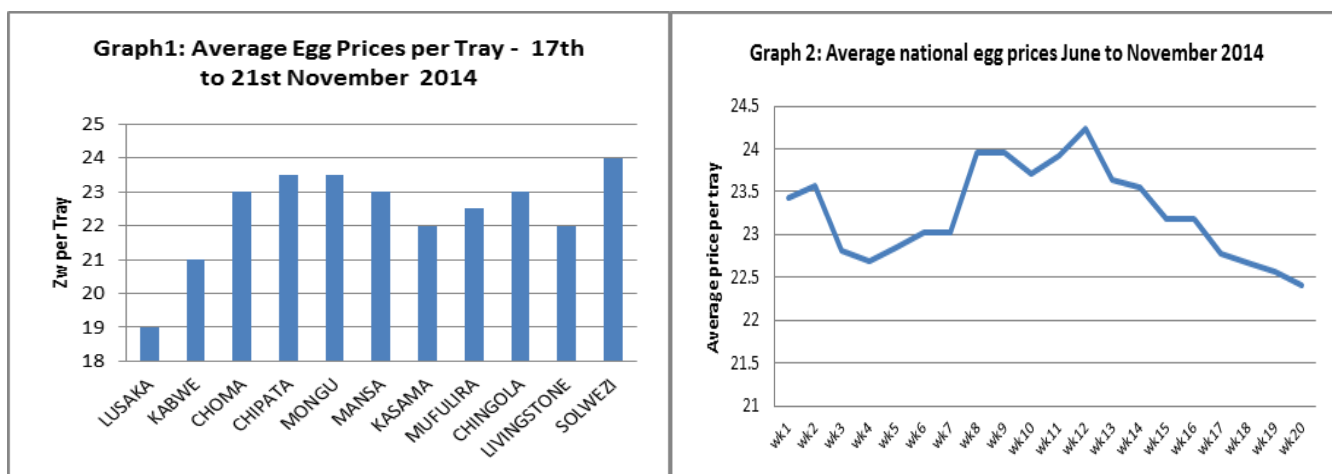 Graph1: Average Egg Prices per Tray - 17th
to 21st November 2014
Zw per Tray
25
24
23
22
21
20
19
18
LUSAKA
KABWE
CHOMA
CHIPATA
MONGU
MANSA
KASAMA
MUFULIRA
CHINGOLA
LIVINGSTONE
SOLWEZI
Graph 2: Average national egg prices June to November 2014
Average price per tray
24.5
24
23.5
23
22.5
22
21.5
21
wk1
wk2
wk3
wk4
wk5
wk6
wk7
wk8
wk9
wk10
wk11
wk12
wk13
wk14
wk15
wk16
wk17
wk18
wk19
wk20